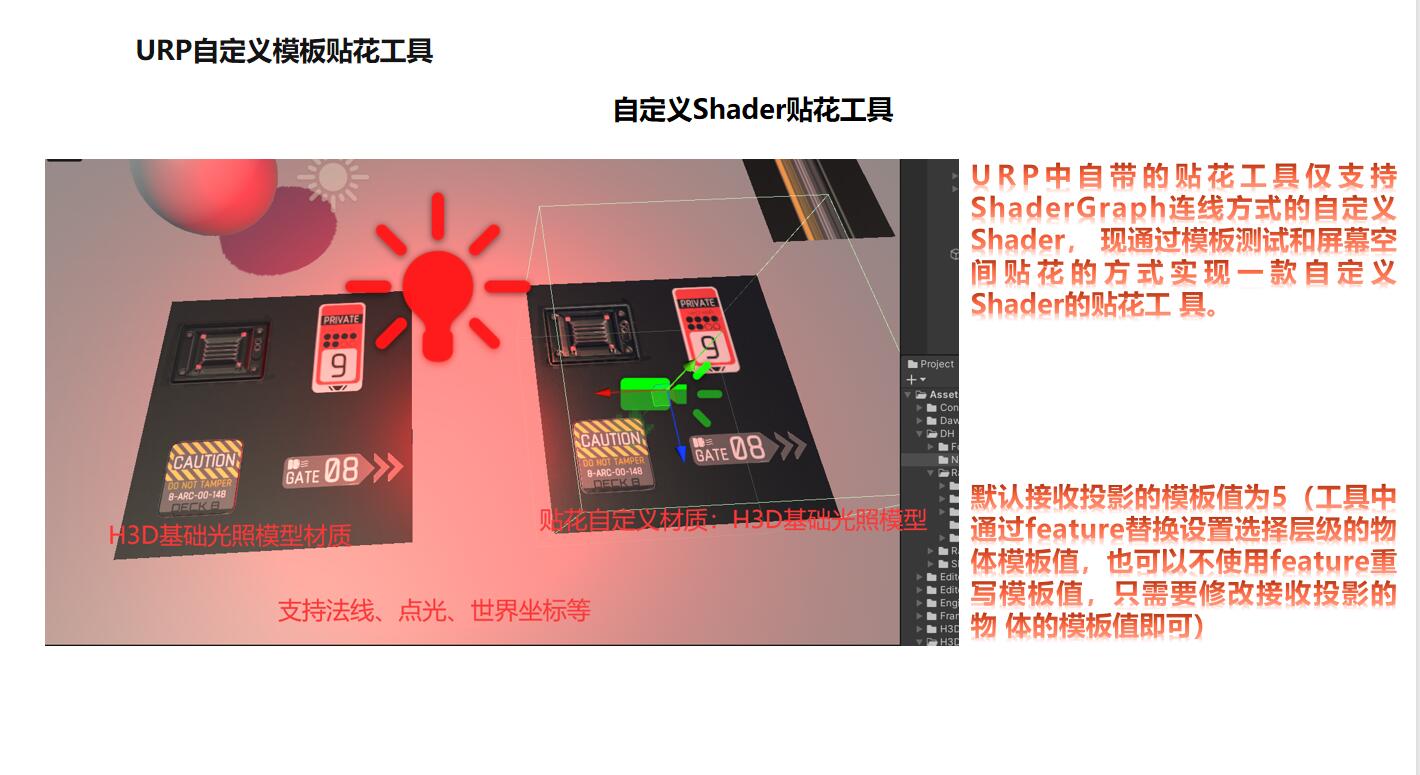 URP自定义模板贴花工具
自定义Shader贴花工具
URP中自带的贴花工具仅支持
ShaderGraph连线方式的自定义
Shader， 现通过模板测试和屏幕空
间贴花的方式实现一款自定义
Shader的贴花工 具。
PRIVATE
9
CAUTION
DO NOT TAMPER
8-ARC-00-148
DECK 8
GATE 08
H3D基础光照模型材质
PRIVATE
9
CAUTION
DO NOT TAMPER
8-ARC-00-148
DECK 8
GATE 08
贴花自定义材质：H3D基础光照模型
支持法线、点光、世界坐标等
Project
Asset
Con
Daw
DH
Edit
Edit
Engi
Fran
H3D
H3D
默认接收投影的模板值为5（工具中
通过feature替换设置选择层级的物
体模板值，也可以不使用feature重
写模板值，只需要修改接收投影的
物 体的模板值即可）